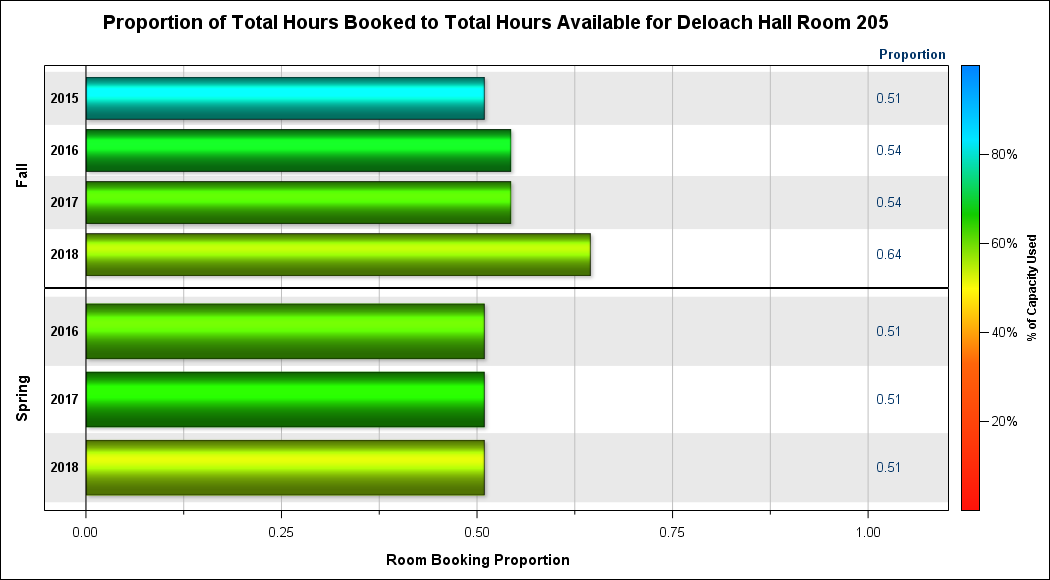 Proportion of Total Hours Booked to Total Hours Available for Deloach Hall Room 205
Proportion
Fall
2015 0.51
2016 0.54
2017 0.54
2018 0.64
Spring
2016 0.51
2017 0.51
2018 0.51
0.00 0.25 0.50 0.75 1.00
Room Booking Proportion
80%
60%
40%
20%
% of Capacity Used